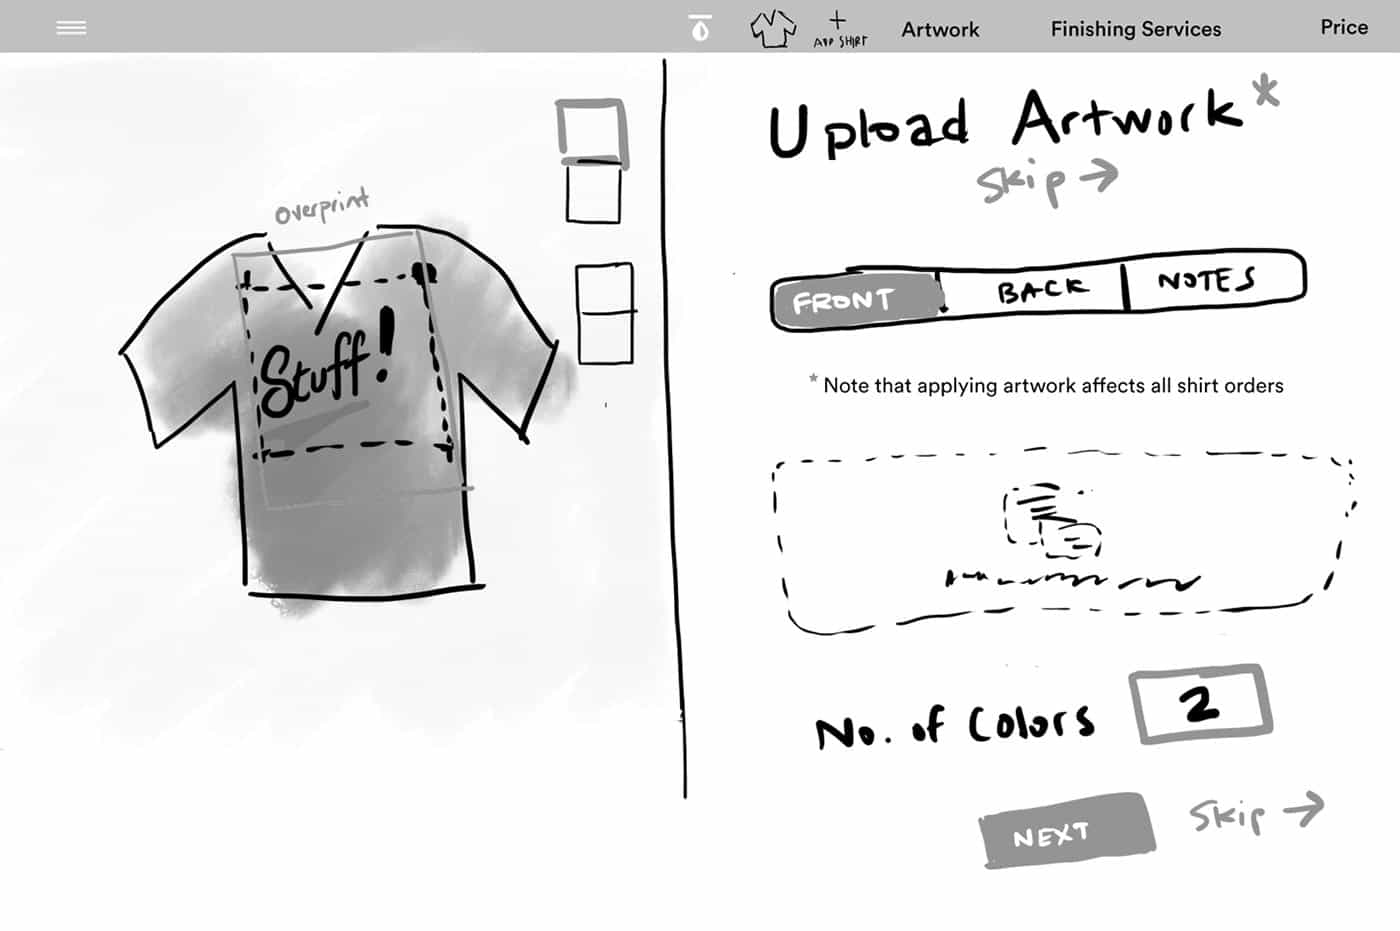 +
ADD SHIRT
Artwork
Finishing Services
Price
Overprint
Stuff!
Upload Artwork*
Skip →
FRONT
BACK
NOTES
* Note that applying artwork affects all shirt orders
No. of Colors
2
NEXT
Skip →